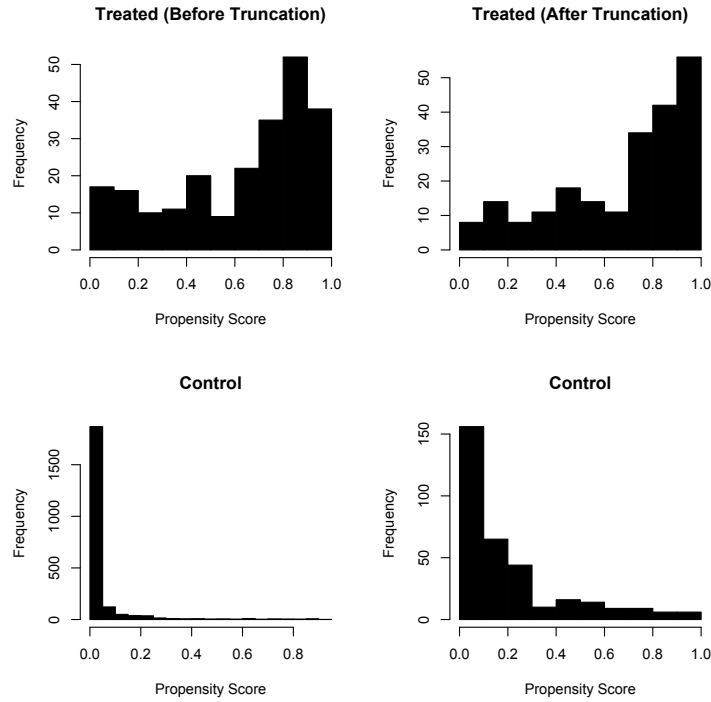 Treated (Before Truncation)
Frequency
50
40
30
20
10
0
0.0 0.2 0.4 0.6 0.8 1.0
Propensity Score
Treated (After Truncation)
Frequency
50
40
30
20
10
0
0.0 0.2 0.4 0.6 0.8 1.0
Propensity Score
Control
Frequency
1500
1000
500
0
0.0 0.2 0.4 0.6 0.8
Propensity Score
Control
Frequency
150
100
50
0
0.0 0.2 0.4 0.6 0.8 1.0
Propensity Score